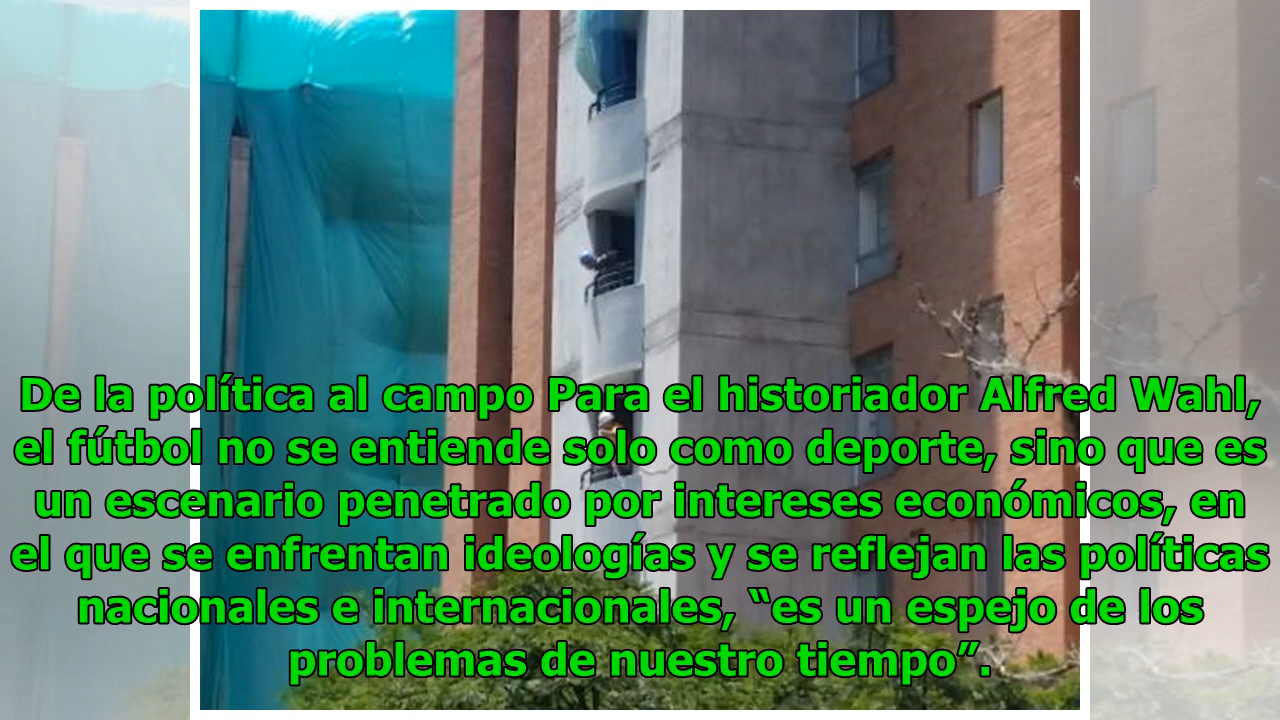 De la política al campo Para el historiador Alfred Wahl,
el fútbol no se entiende solo como deporte, sino que es
un escenario penetrado por intereses económicos, en
el que se enfrentan ideologías y se reflejan las políticas
nacionales e internacionales, “es un espejo de los
problemas de nuestro tiempo”.